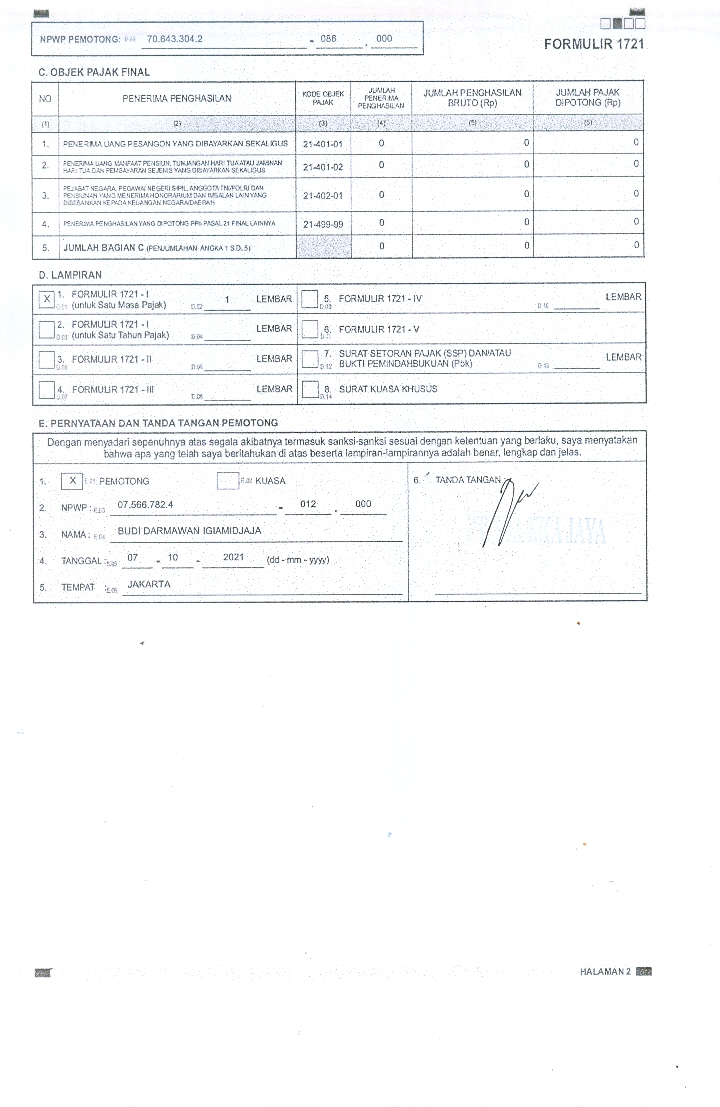 NPWP PEMOTONG: 70.643.304.2 - 086 . 000
FORMULIR 1721
C. OBJEK PAJAK FINAL
NO PENERIMA PENGHASILAN KODE OBJEK PAJAK JUMLAH PENERIMA PENGHASILAN JUMLAH PENGHASILAN BRUTO (Rp) JUMLAH PAJAK DIPOTONG (Rp)
(1) (2) (3) (4) (5) (6)
1. PENERIMA UANG PESANGON YANG DIBAYARKAN SEKALIGUS 21-401-01 0 0 0
2. PENERIMA UANG MANFAAT PENSIUN, TUNJANGAN HARI TUA ATAU JAMINAN HARI TUA DAN PEMBAYARAN SEJENIS YANG DIBAYARKAN SEKALIGUS 21-401-02 0 0 0
3. PEJABAT NEGARA, PEGAWAI NEGERI SIPIL, ANGGOTA TNI/POLRI DAN PENSIUNAN YANG MENERIMA HONORARIUM DAN IMBALAN LAIN YANG DIBEBANKAN KEPADA KEUANGAN NEGARA/DAERAH 21-402-01 0 0 0
4. PENERIMA PENGHASILAN YANG DIPOTONG PPh PASAL 21 FINAL LAINNYA 21-499-99 0 0 0
5. JUMLAH BAGIAN C (PENJUMLAHAN ANGKA 1 S.D. 5) 0 0 0
D. LAMPIRAN
X D.01 1. FORMULIR 1721 - I (untuk Satu Masa Pajak) D.02 1 LEMBAR
5. FORMULIR 1721 - IV D.09 D.10 LEMBAR
2. FORMULIR 1721 - I (untuk Satu Tahun Pajak) D.03 D.04 LEMBAR
6. FORMULIR 1721 - V D.11
3. FORMULIR 1721 - II D.05 D.06 LEMBAR
7. SURAT SETORAN PAJAK (SSP) DAN/ATAU BUKTI PEMINDAHBUKUAN (Pbk) D.12 D.13 LEMBAR
4. FORMULIR 1721 - III D.07 D.08 LEMBAR
8. SURAT KUASA KHUSUS D.14
E. PERNYATAAN DAN TANDA TANGAN PEMOTONG
Dengan menyadari sepenuhnya atas segala akibatnya termasuk sanksi-sanksi sesuai dengan ketentuan yang berlaku, saya menyatakan
bahwa apa yang telah saya beritahukan di atas beserta lampiran-lampirannya adalah benar, lengkap dan jelas.
1. X E.01 PEMOTONG E.02 KUASA
6. TANDA TANGAN
2. NPWP : E.03 07.566.782.4 - 012 . 000
3. NAMA : E.04 BUDI DARMAWAN IGIAMIDJAJA
4. TANGGAL : E.05 07 - 10 - 2021 (dd - mm - yyyy)
5. TEMPAT : E.06 JAKARTA
HALAMAN 2